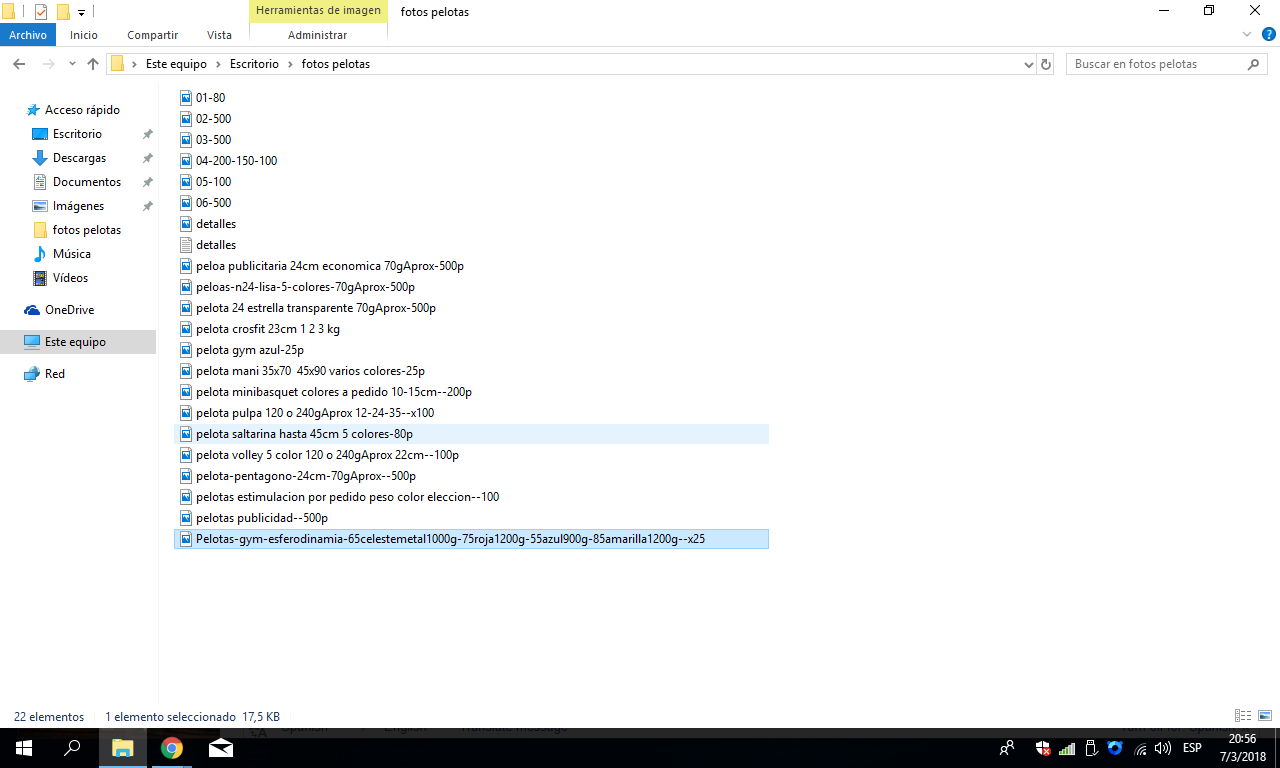 Herramientas de imagen
fotos pelotas
Archivo
Inicio
Compartir
Vista
Administrar
?
Este equipo
Escritorio
fotos pelotas
Buscar en fotos pelotas
Acceso rápido
Escritorio
Descargas
Documentos
Imágenes
fotos pelotas
Música
Vídeos
OneDrive
Este equipo
Red
01-80
02-500
03-500
04-200-150-100
05-100
06-500
detalles
detalles
peloa publicitaria 24cm economica 70gAprox-500p
peloas-n24-lisa-5-colores-70gAprox-500p
pelota 24 estrella transparente 70gAprox-500p
pelota crosfit 23cm 1 2 3 kg
pelota gym azul-25p
pelota mani 35x70  45x90 varios colores-25p
pelota minibasquet colores a pedido 10-15cm--200p
pelota pulpa 120 o 240gAprox 12-24-35--x100
pelota saltarina hasta 45cm 5 colores-80p
pelota volley 5 color 120 o 240gAprox 22cm--100p
pelota-pentagono-24cm-70gAprox--500p
pelotas estimulacion por pedido peso color eleccion--100
pelotas publicidad--500p
Pelotas-gym-esferodinamia-65celestemetal1000g-75roja1200g-55azul900g-85amarilla1200g--x25
22 elementos
1 elemento seleccionado  17,5 KB
ESP
20:56
7/3/2018